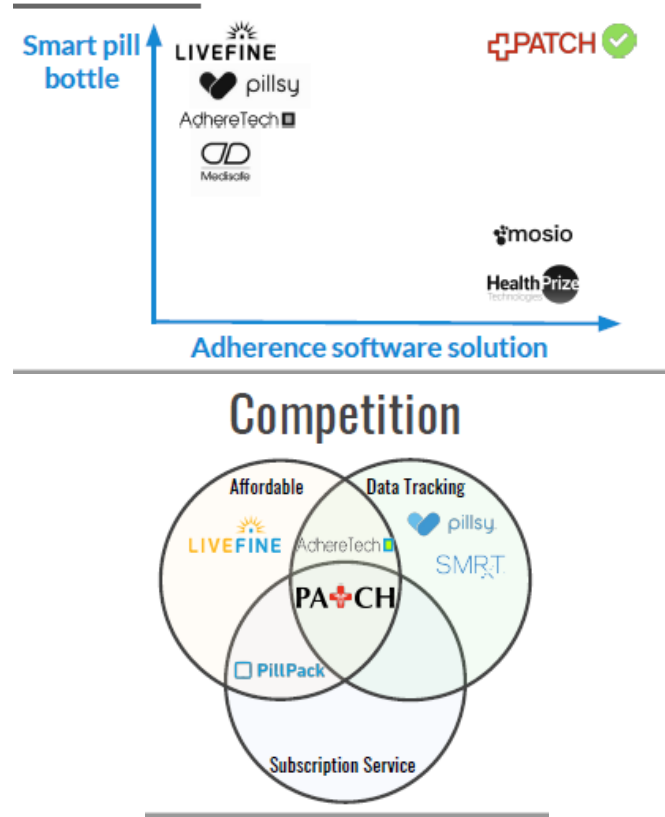 Smart pill
bottle
LIVEFINE
pillsy
AdhereTech
Medisafe
PATCH
mosio
HealthPrize
Technologies
Adherence software solution
Competition
Affordable
Data Tracking
LIVEFINE
AdhereTech
pillsy.
SMRT
PATCH
PillPack
Subscription Service